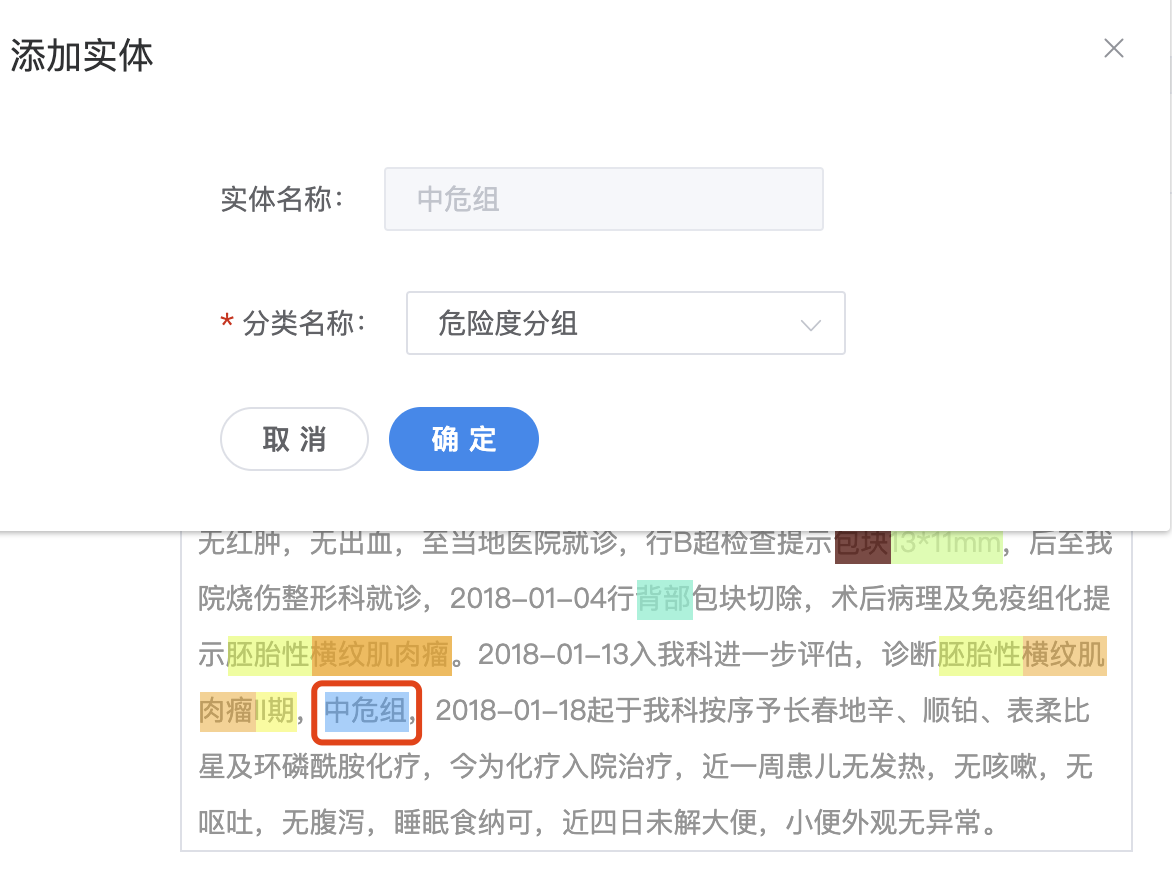 添加实体
实体名称：
中危组
* 分类名称：
危险度分组
取 消
确 定
无红肿，无出血，至当地医院就诊，行B超检查提示包块13*11mm，后至我
院烧伤整形科就诊，2018-01-04行背部包块切除，术后病理及免疫组化提
示胚胎性横纹肌肉瘤。2018-01-13入我科进一步评估，诊断胚胎性横纹肌
肉瘤II期，中危组，2018-01-18起于我科按序予长春地辛、顺铂、表柔比
星及环磷酰胺化疗，今为化疗入院治疗，近一周患儿无发热，无咳嗽，无
呕吐，无腹泻，睡眠食纳可，近四日未解大便，小便外观无异常。